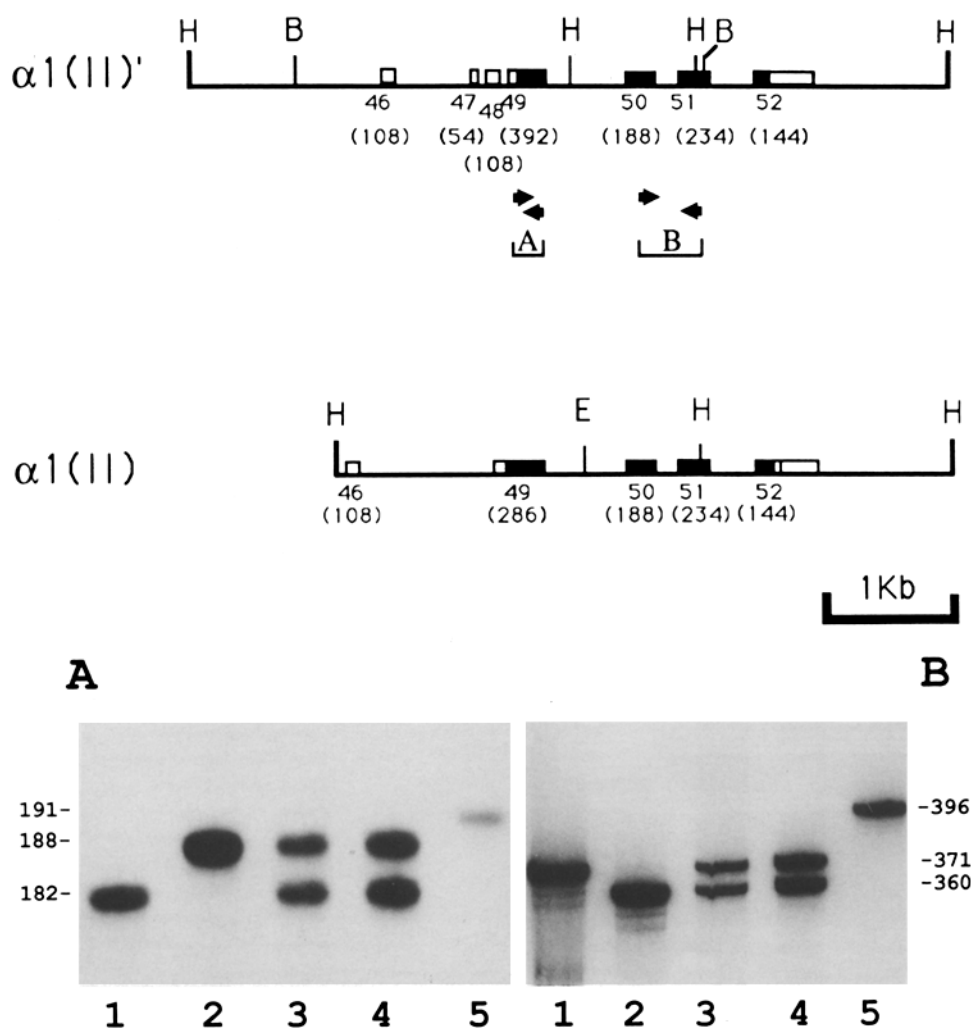 H B H H B H
α1(II)'
46 47 48 49 50 51 52
(108) (54) (392) (188) (234) (144)
(108)
A B
H E H H
α1(II)
46 49 50 51 52
(108) (286) (188) (234) (144)
1Kb
A B
191-
188-
182-
-396
-371
-360
1 2 3 4 5 1 2 3 4 5